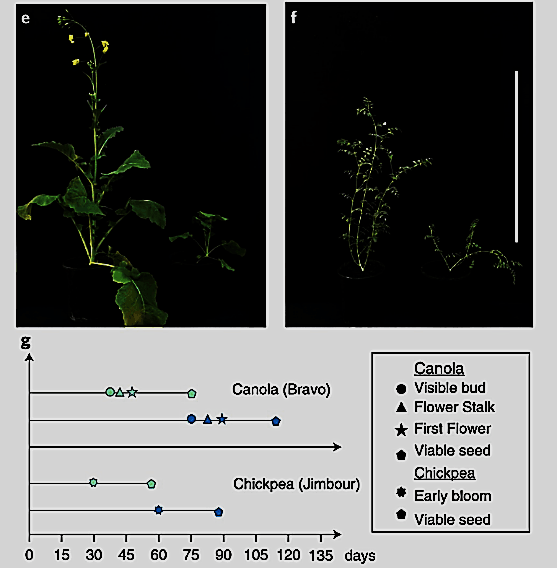 e
f
g
Canola (Bravo)
Chickpea (Jimbour)
0 15 30 45 60 75 90 105 120 135 days
Canola
Visible bud
Flower Stalk
First Flower
Viable seed
Chickpea
Early bloom
Viable seed